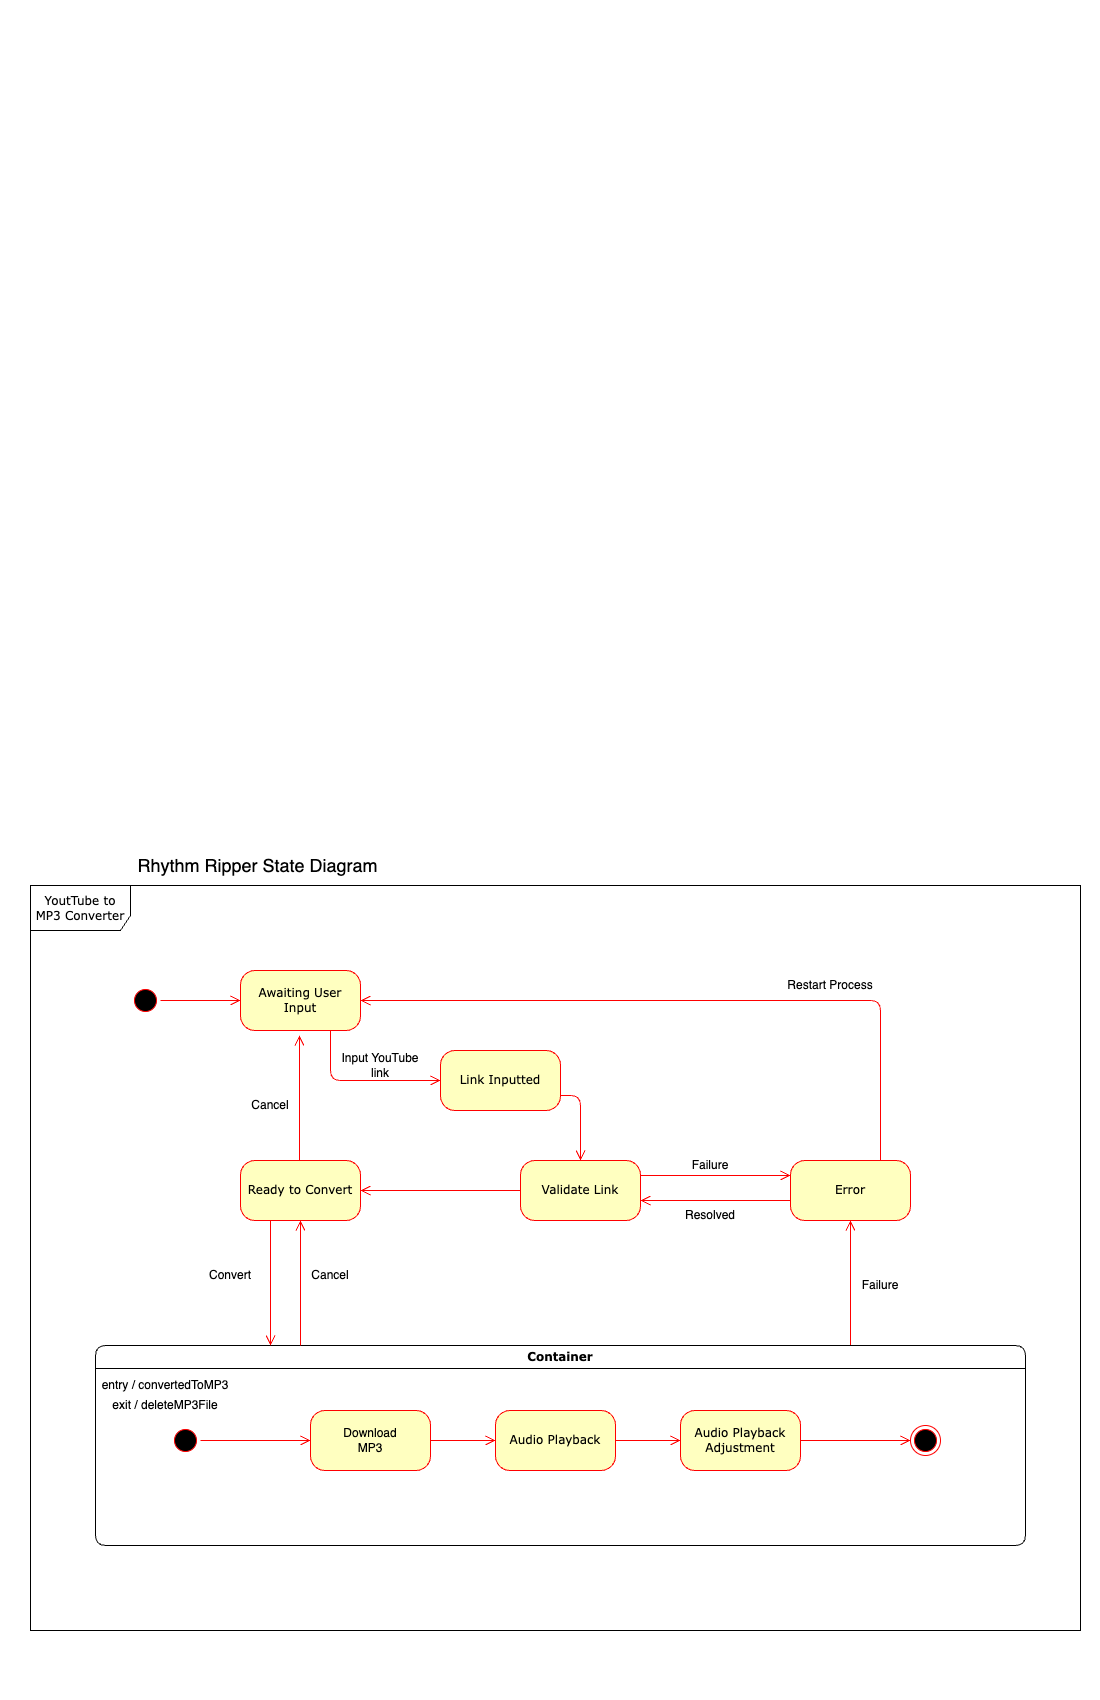 Rhythm Ripper State Diagram
YoutTube to
MP3 Converter
Restart Process
Awaiting User
Input
Input YouTube
link
Link Inputted
Cancel
Failure
Ready to Convert
Validate Link
Error
Resolved
Convert
Cancel
Failure
Container
entry / convertedToMP3
exit / deleteMP3File
Download
MP3
Audio Playback
Audio Playback
Adjustment